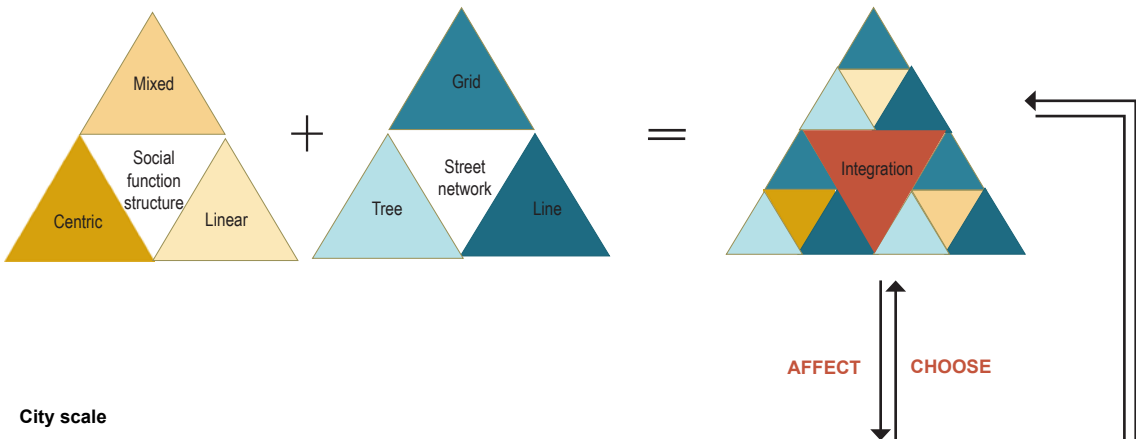 Mixed
Social
function
structure
Centric
Linear
+
Grid
Street
network
Tree
Line
=
Integration
AFFECT
CHOOSE
City scale